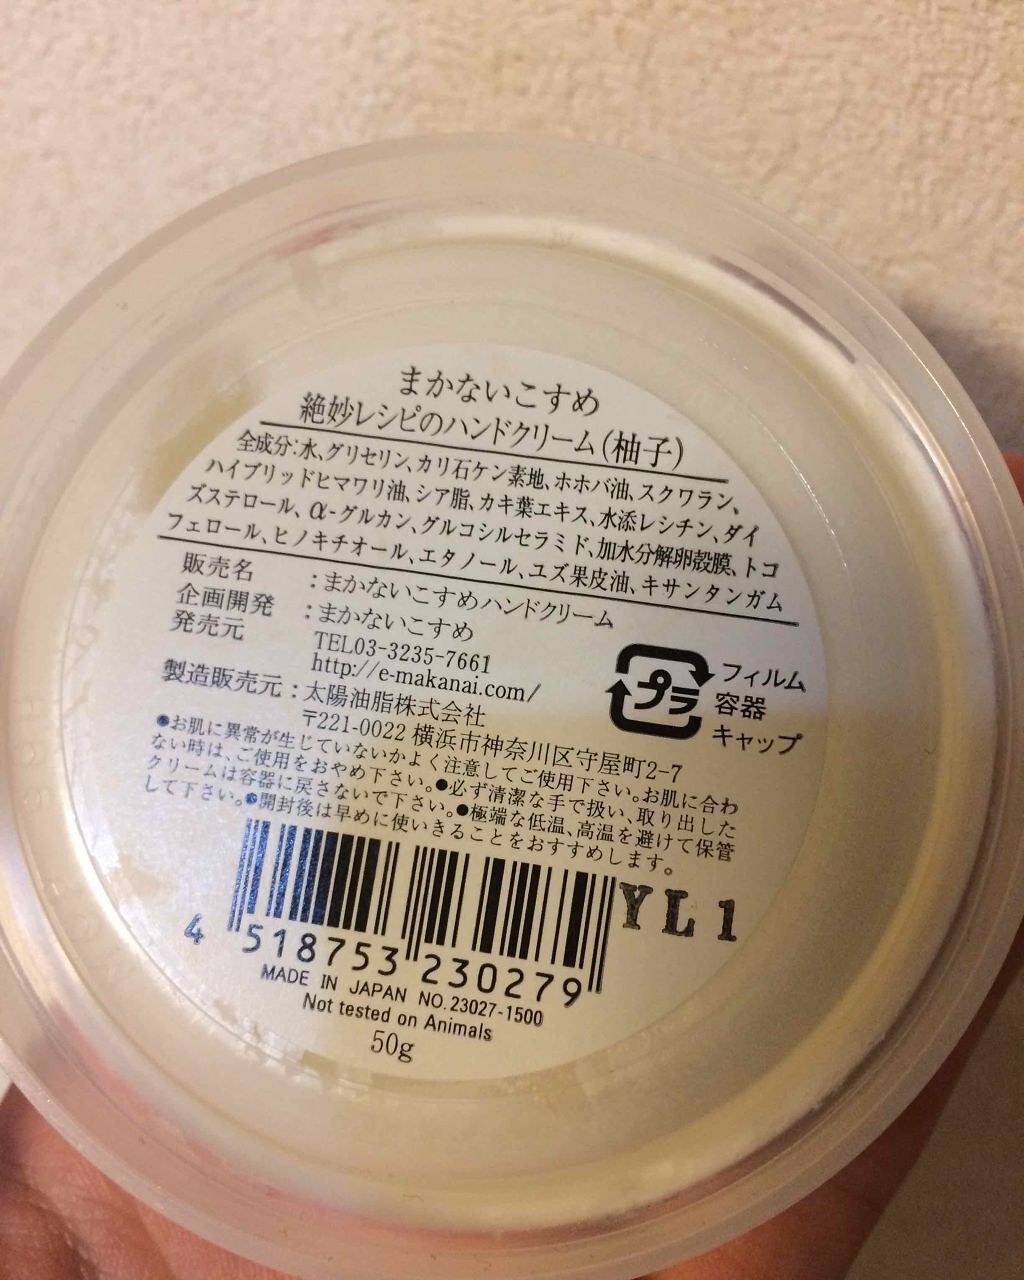 まかないこすめ
絶妙レシピのハンドクリーム(柚子)
全成分:水、グリセリン、カリ石ケン素地、ホホバ油、スクワラン、
ハイブリッドヒマワリ油、シア脂、カキ葉エキス、水添レシチン、ダイ
ズステロール、α-グルカン、グルコシルセラミド、加水分解卵殻膜、トコ
フェロール、ヒノキチオール、エタノール、ユズ果皮油、キサンタンガム
販売名 :まかないこすめハンドクリーム
企画開発 :まかないこすめ
発売元 TEL03-3235-7661
http://e-makanai.com/
製造販売元:太陽油脂株式会社
〒221-0022 横浜市神奈川区守屋町2-7
プラ
フィルム
容器
キャップ
●お肌に異常が生じていないかよく注意してご使用下さい。お肌に合わ
ない時は、ご使用をおやめ下さい。●必ず清潔な手で扱い、取り出した
クリームは容器に戻さないで下さい。●極端な低温、高温を避けて保管
して下さい。●開封後は早めに使いきることをおすすめします。
YL1
4 518753 230279
MADE IN JAPAN NO.23027-1500
Not tested on Animals
50g